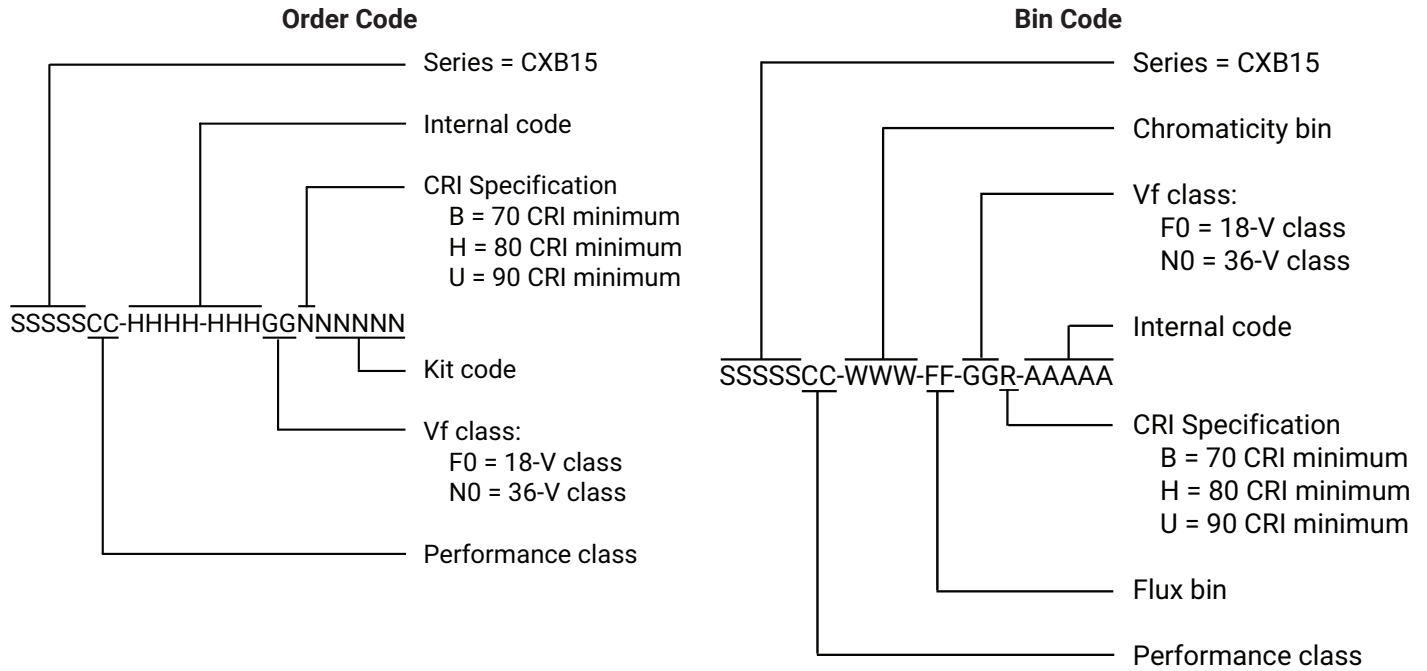 Order Code
Series = CXB15
Internal code
CRI Specification
B = 70 CRI minimum
H = 80 CRI minimum
U = 90 CRI minimum
SSSSSCC-HHHH-HHHGGNNNNNN
Kit code
Vf class:
F0 = 18-V class
N0 = 36-V class
Performance class
Bin Code
Series = CXB15
Chromaticity bin
Vf class:
F0 = 18-V class
N0 = 36-V class
Internal code
SSSSSCC-WWW-FF-GGR-AAAAA
CRI Specification
B = 70 CRI minimum
H = 80 CRI minimum
U = 90 CRI minimum
Flux bin
Performance class